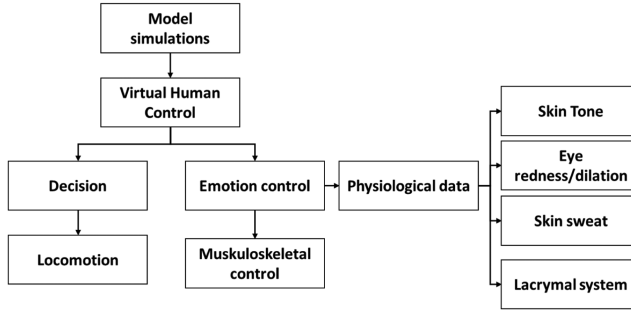 Model
simulations
Virtual Human
Control
Decision
Emotion control
Physiological data
Locomotion
Muskuloskeletal
control
Skin Tone
Eye
redness/dilation
Skin sweat
Lacrymal system